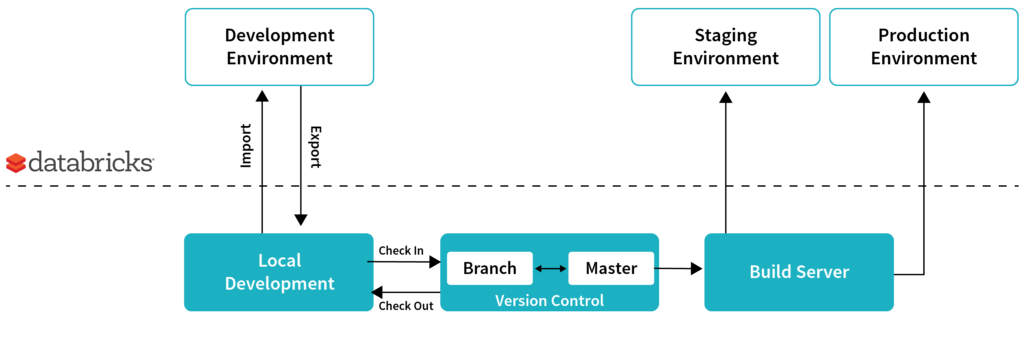 Development
Environment
Staging
Environment
Production
Environment
Import
Export
databricks
Local
Development
Check In
Check Out
Branch
Master
Version Control
Build Server